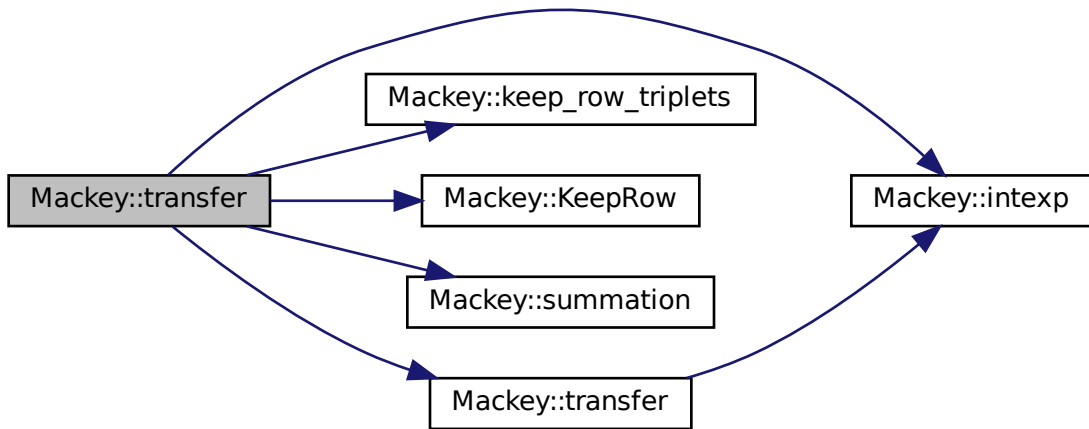 Mackey::transfer
Mackey::keep_row_triplets
Mackey::KeepRow
Mackey::summation
Mackey::transfer
Mackey::intexp